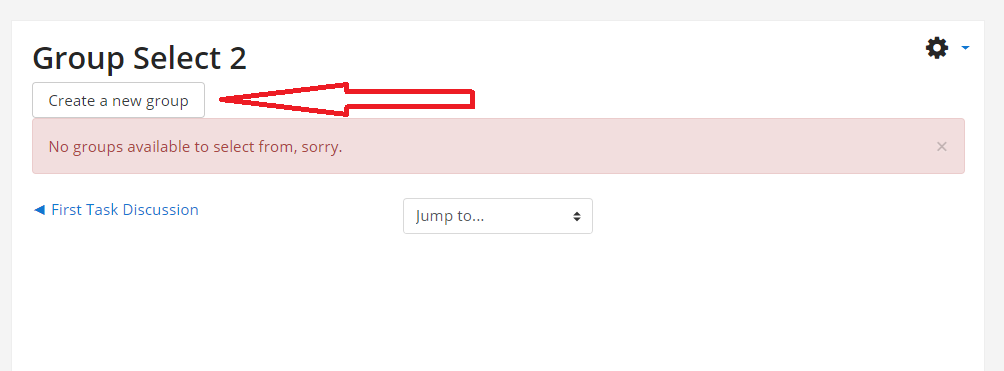 Group Select 2
Create a new group
No groups available to select from, sorry.
×
◄ First Task Discussion
Jump to...